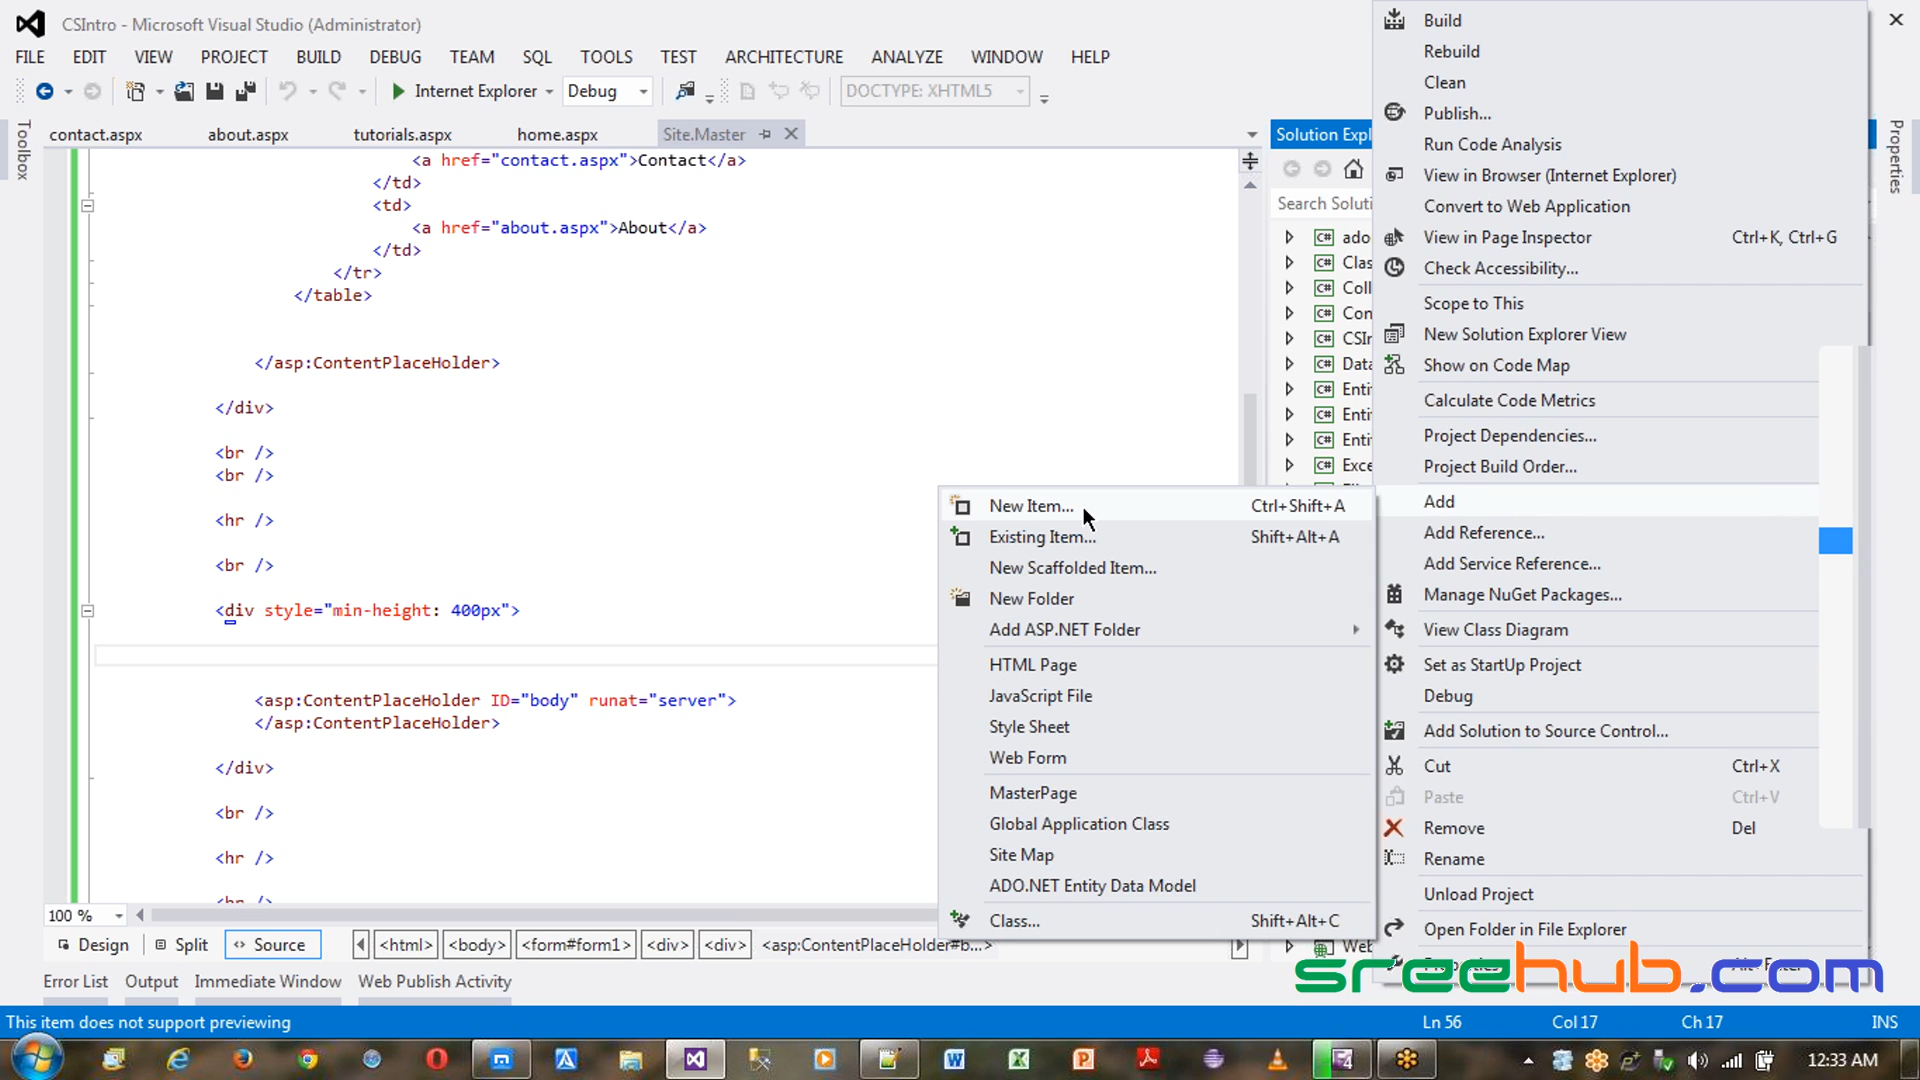 CSIntro - Microsoft Visual Studio (Administrator)
FILE EDIT VIEW PROJECT BUILD DEBUG TEAM SQL TOOLS TEST ARCHITECTURE ANALYZE WINDOW HELP
Internet Explorer Debug DOCTYPE: XHTML5
Toolbox
contact.aspx about.aspx tutorials.aspx home.aspx Site.Master
<a href="contact.aspx">Contact</a>
</td>
<td>
<a href="about.aspx">About</a>
</td>
</tr>
</table>
</asp:ContentPlaceHolder>
</div>
<br />
<br />
<hr />
<br />
<div style="min-height: 400px">
<asp:ContentPlaceHolder ID="body" runat="server">
</asp:ContentPlaceHolder>
</div>
<br />
<hr />
<br />
100 %
Design Split Source <html> <body> <form#form1> <div> <div> <asp:ContentPlaceHolder#b...>
Error List Output Immediate Window Web Publish Activity
This item does not support previewing Ln 56 Col 17 Ch 17 INS
New Item... Ctrl+Shift+A
Existing Item... Shift+Alt+A
New Scaffolded Item...
New Folder
Add ASP.NET Folder
HTML Page
JavaScript File
Style Sheet
Web Form
MasterPage
Global Application Class
Site Map
ADO.NET Entity Data Model
Class... Shift+Alt+C
Solution Expl
Search Soluti
C# ado
C# Clas
C# Coll
C# Con
C# CSIn
C# Data
C# Enti
C# Enti
C# Enti
C# Exce
Web
Build
Rebuild
Clean
Publish...
Run Code Analysis
View in Browser (Internet Explorer)
Convert to Web Application
View in Page Inspector Ctrl+K, Ctrl+G
Check Accessibility...
Scope to This
New Solution Explorer View
Show on Code Map
Calculate Code Metrics
Project Dependencies...
Project Build Order...
Add
Add Reference...
Add Service Reference...
Manage NuGet Packages...
View Class Diagram
Set as StartUp Project
Debug
Add Solution to Source Control...
Cut Ctrl+X
Paste Ctrl+V
Remove Del
Rename
Unload Project
Open Folder in File Explorer
Properties
sreehub.com
12:33 AM